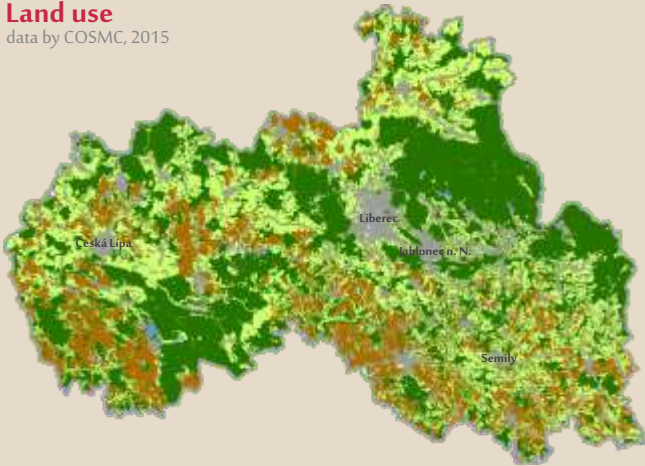 Land use
data by COSMC, 2015
Liberec
Česká Lípa
Jablonec n. N.
Semily